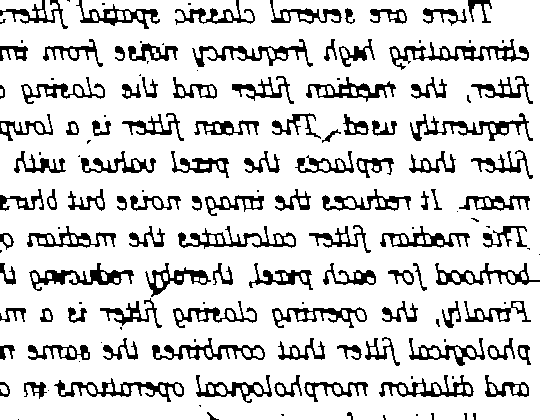 There are several classic spatial filters
eliminating high frequency noise from im
filter, the median filter and the closing o
frequently used. The mean filter is a lowp
filter that replaces the pixel values with
mean. It reduces the image noise but blurs
The median filter calculates the median o
borhood for each pixel, thereby reducing th
Finally, the opening closing filter is a ma
phological filter that combines the same n
and dilation morphological operations in o